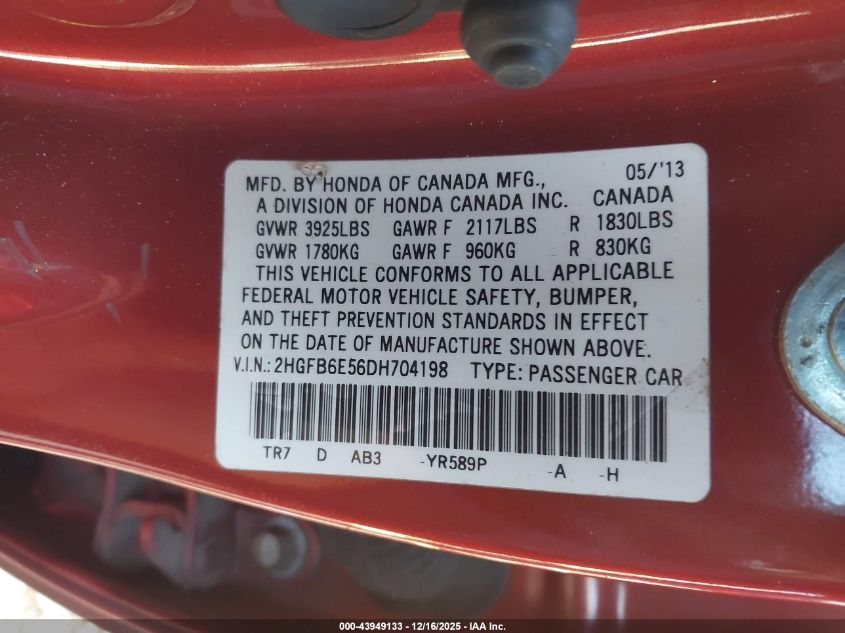 05/'13
MFD. BY HONDA OF CANADA MFG.,
A DIVISION OF HONDA CANADA INC. CANADA
GVWR 3925LBS GAWR F 2117LBS R 1830LBS
GVWR 1780KG GAWR F 960KG R 830KG
THIS VEHICLE CONFORMS TO ALL APPLICABLE
FEDERAL MOTOR VEHICLE SAFETY, BUMPER,
AND THEFT PREVENTION STANDARDS IN EFFECT
ON THE DATE OF MANUFACTURE SHOWN ABOVE.
V.I.N.: 2HGFB6E56DH704198 TYPE: PASSENGER CAR
TR7 D AB3 -YR589P -A -H
000-43949133 - 12/16/2025 - IAA Inc.